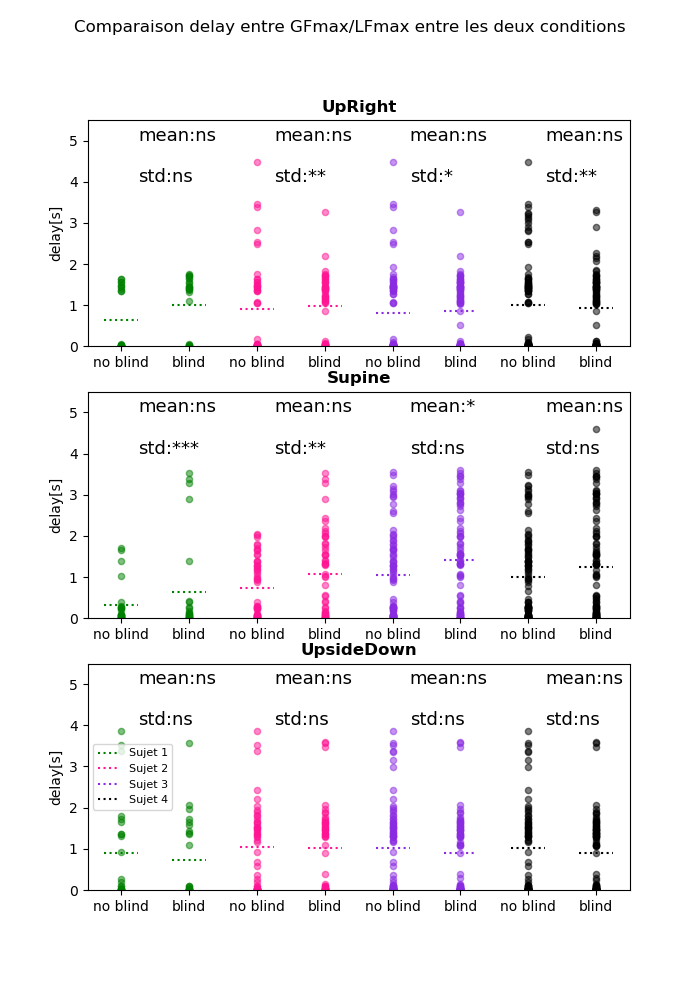 Comparaison delay entre GFmax/LFmax entre les deux conditions
UpRight
mean:ns mean:ns mean:ns mean:ns
std:ns std:** std:* std:**
delay[s]
5
4
3
2
1
0
no blind blind no blind blind no blind blind no blind blind
Supine
mean:ns mean:ns mean:* mean:ns
std:*** std:** std:ns std:ns
delay[s]
5
4
3
2
1
0
no blind blind no blind blind no blind blind no blind blind
UpsideDown
mean:ns mean:ns mean:ns mean:ns
std:ns std:ns std:ns std:ns
delay[s]
5
4
3
2
1
0
Sujet 1
Sujet 2
Sujet 3
Sujet 4
no blind blind no blind blind no blind blind no blind blind